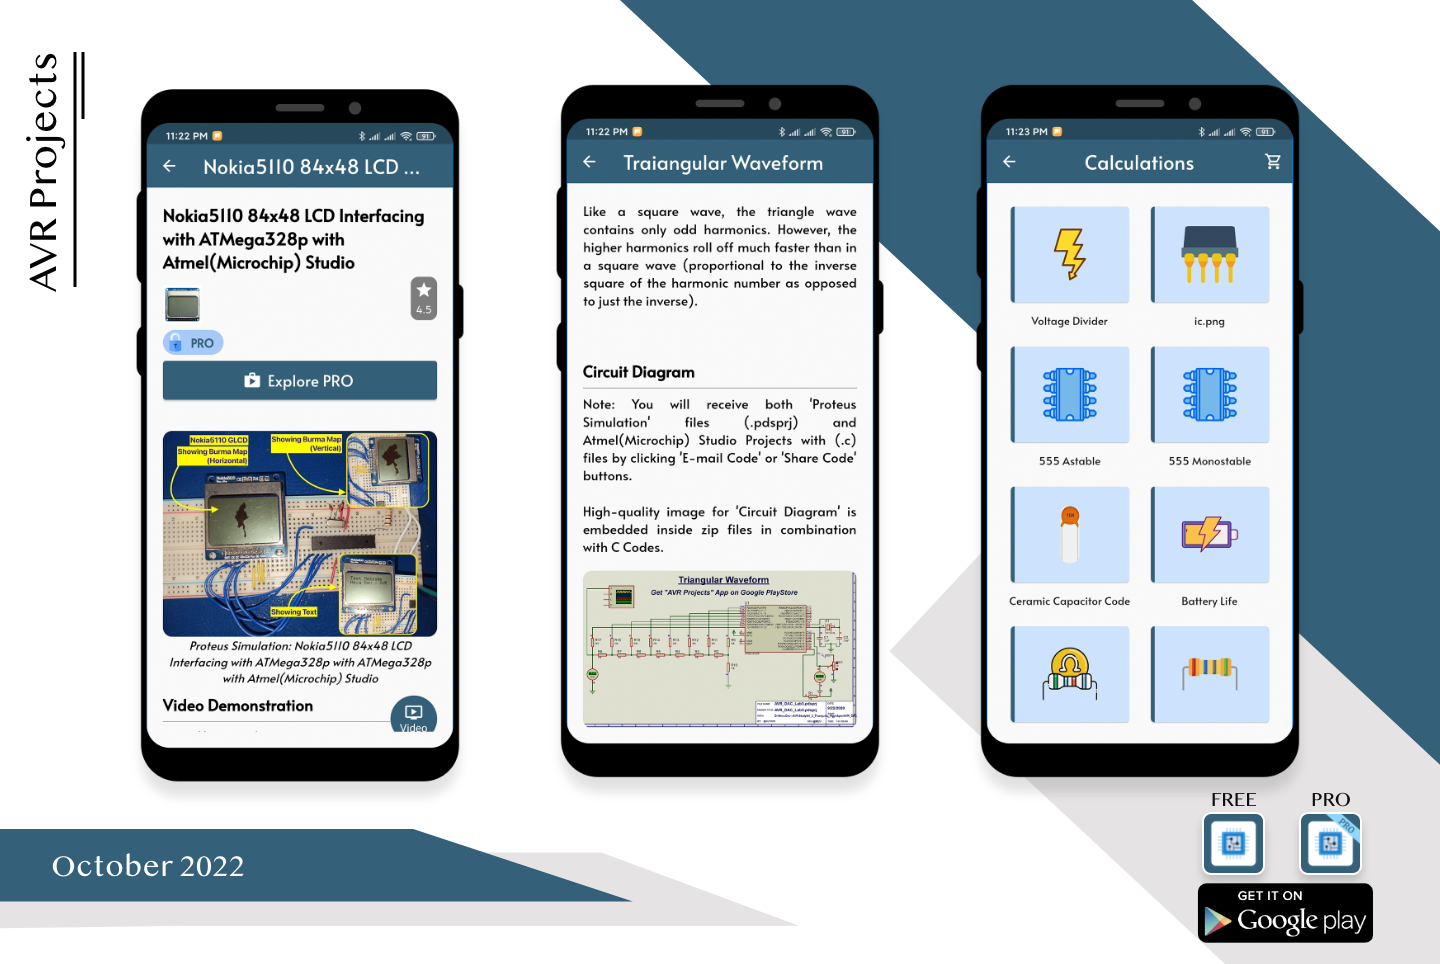 AVR Projects
11:22 PM
91
Nokia5110 84x48 LCD ...
Nokia5110 84x48 LCD Interfacing
with ATMega328p with
Atmel(Microchip) Studio
4.5
PRO
Explore PRO
Nokia5110 GLCD
Showing Burma Map
(Horizontal)
Showing Burma Map
(Vertical)
Showing Text
Proteus Simulation: Nokia5110 84x48 LCD
Interfacing with ATMega328p with ATMega328p
with Atmel(Microchip) Studio
Video Demonstration
Video
11:22 PM
91
Traiangular Waveform
Like a square wave, the triangle wave
contains only odd harmonics. However, the
higher harmonics roll off much faster than in
a square wave (proportional to the inverse
square of the harmonic number as opposed
to just the inverse).
Circuit Diagram
Note: You will receive both 'Proteus
Simulation' files (.pdsprj) and
Atmel(Microchip) Studio Projects with (.c)
files by clicking 'E-mail Code' or 'Share Code'
buttons.
High-quality image for 'Circuit Diagram' is
embedded inside zip files in combination
with C Codes.
Triangular Waveform
Get "AVR Projects" App on Google PlayStore
11:23 PM
91
Calculations
Voltage Divider
ic.png
555 Astable
555 Monostable
Ceramic Capacitor Code
Battery Life
October 2022
FREE
PRO
PRO
GET IT ON
Google play